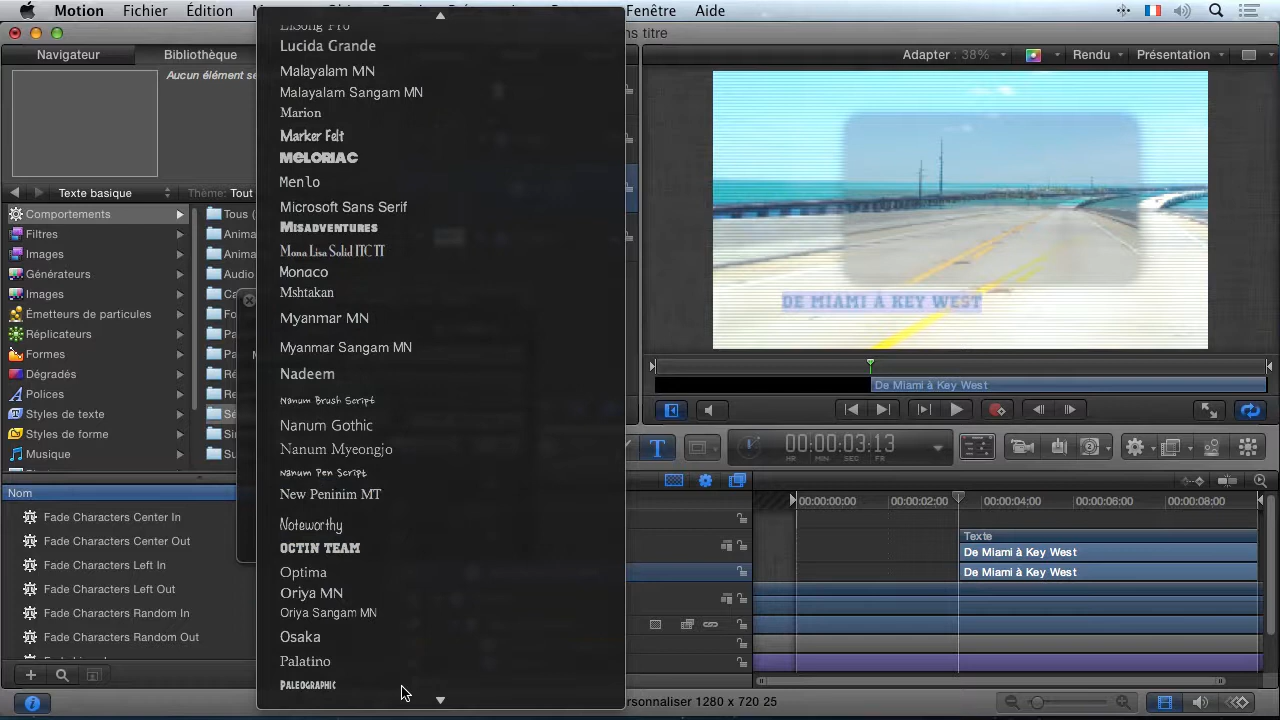 Motion Fichier Édition Fenêtre Aide
ns titre
Navigateur Bibliothèque
Aucun élément sé
Adapter : 38% Rendu Présentation
Texte basique Thème: Tout
Comportements
Filtres
Images
Générateurs
Images
Émetteurs de particules
Réplicateurs
Formes
Dégradés
Polices
Styles de texte
Styles de forme
Musique
Tous (
Anima
Anima
Audio
Ca
Fo
Pa
Ré
Ré
Se
Si
Su
Nom
Fade Characters Center In
Fade Characters Center Out
Fade Characters Left In
Fade Characters Left Out
Fade Characters Random In
Fade Characters Random Out
LiSong Pro
Lucida Grande
Malayalam MN
Malayalam Sangam MN
Marion
Marker Felt
Meloriac
Menlo
Microsoft Sans Serif
Misadventures
Mona Lisa Solid ITC TT
Monaco
Mshtakan
Myanmar MN
Myanmar Sangam MN
Nadeem
Nanum Brush Script
Nanum Gothic
Nanum Myeongjo
Nanum Pen Script
New Peninim MT
Noteworthy
OCTIN TEAM
Optima
Oriya MN
Oriya Sangam MN
Osaka
Palatino
Paleographic
DE MIAMI À KEY WEST
De Miami à Key West
T 00:00:03:13
HR MIN SEC FR
00:00:00:00 00:00:02:00 00:00:04:00 00:00:06:00 00:00:08:00
Texte
De Miami à Key West
De Miami à Key West
personnaliser 1280 x 720 25